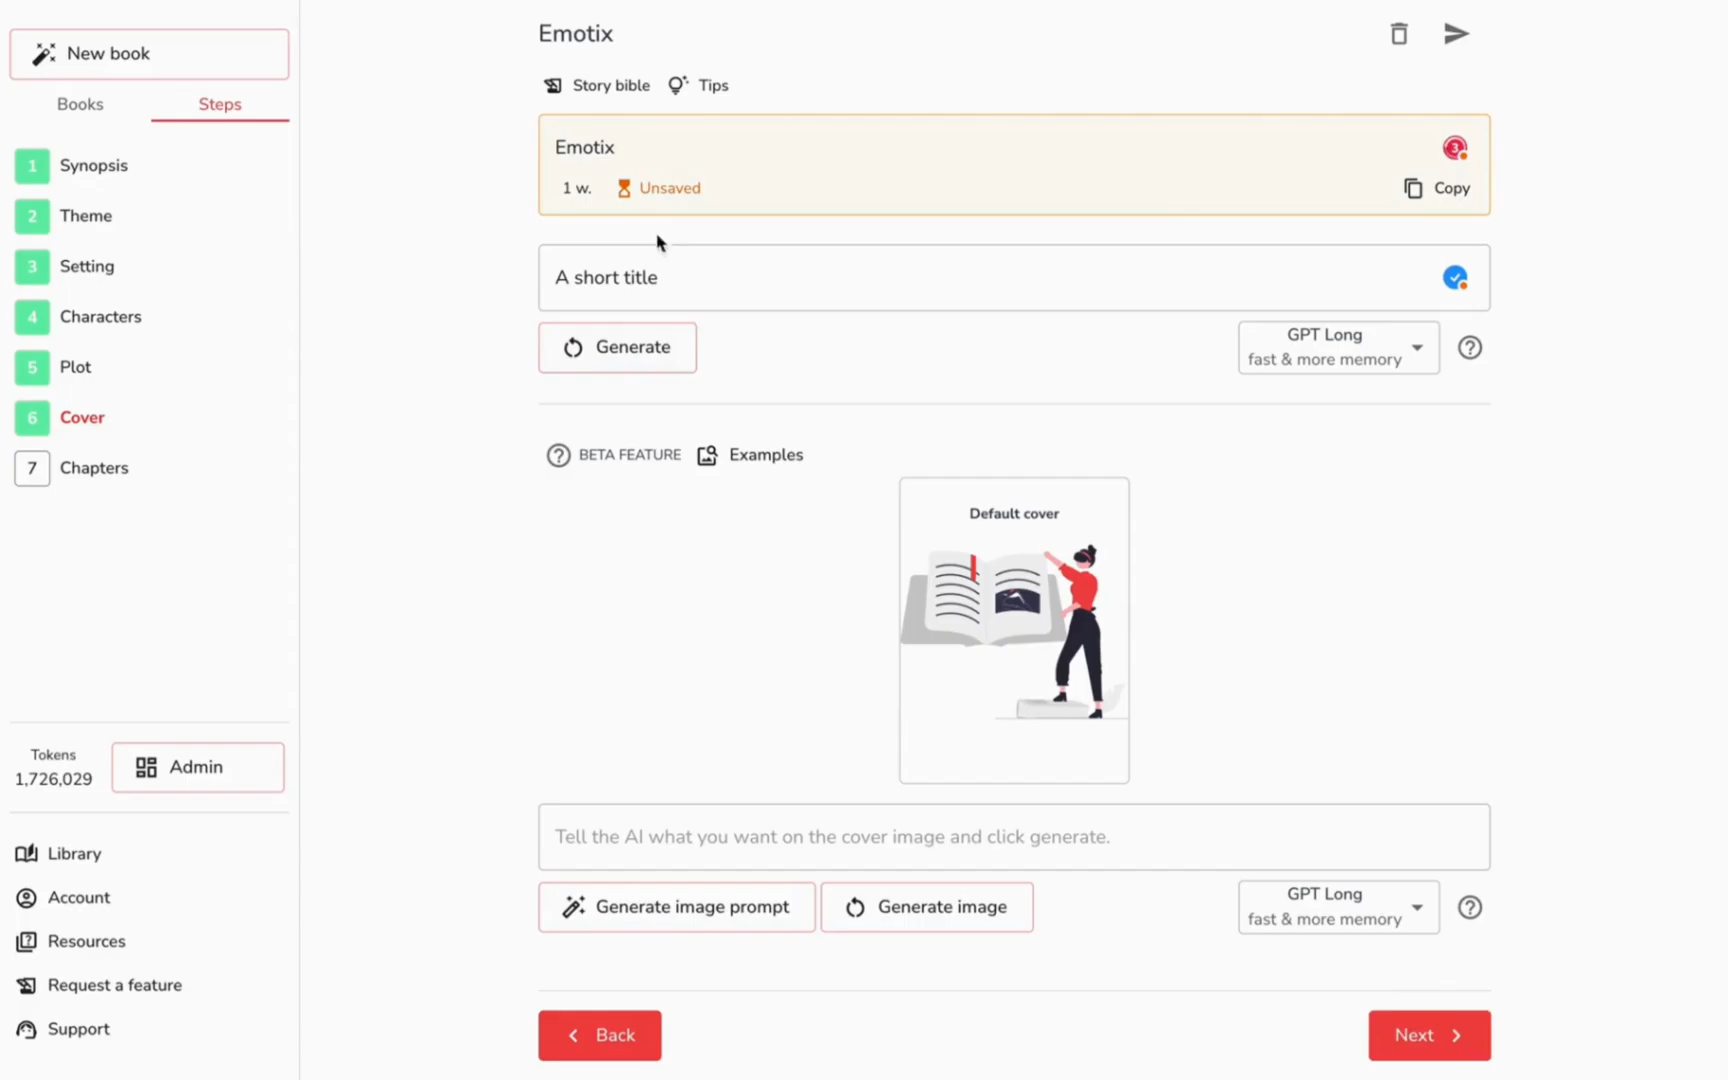 New book
Books
Steps
1
Synopsis
2
Theme
3
Setting
4
Characters
5
Plot
6
Cover
7
Chapters
Tokens
1,726,029
Admin
Library
Account
Resources
Request a feature
Support
Emotix
Story bible
Tips
Emotix
3
1 w.
Unsaved
Copy
A short title
Generate
GPT Long
fast & more memory
BETA FEATURE
Examples
Default cover
Tell the AI what you want on the cover image and click generate.
Generate image prompt
Generate image
GPT Long
fast & more memory
Back
Next